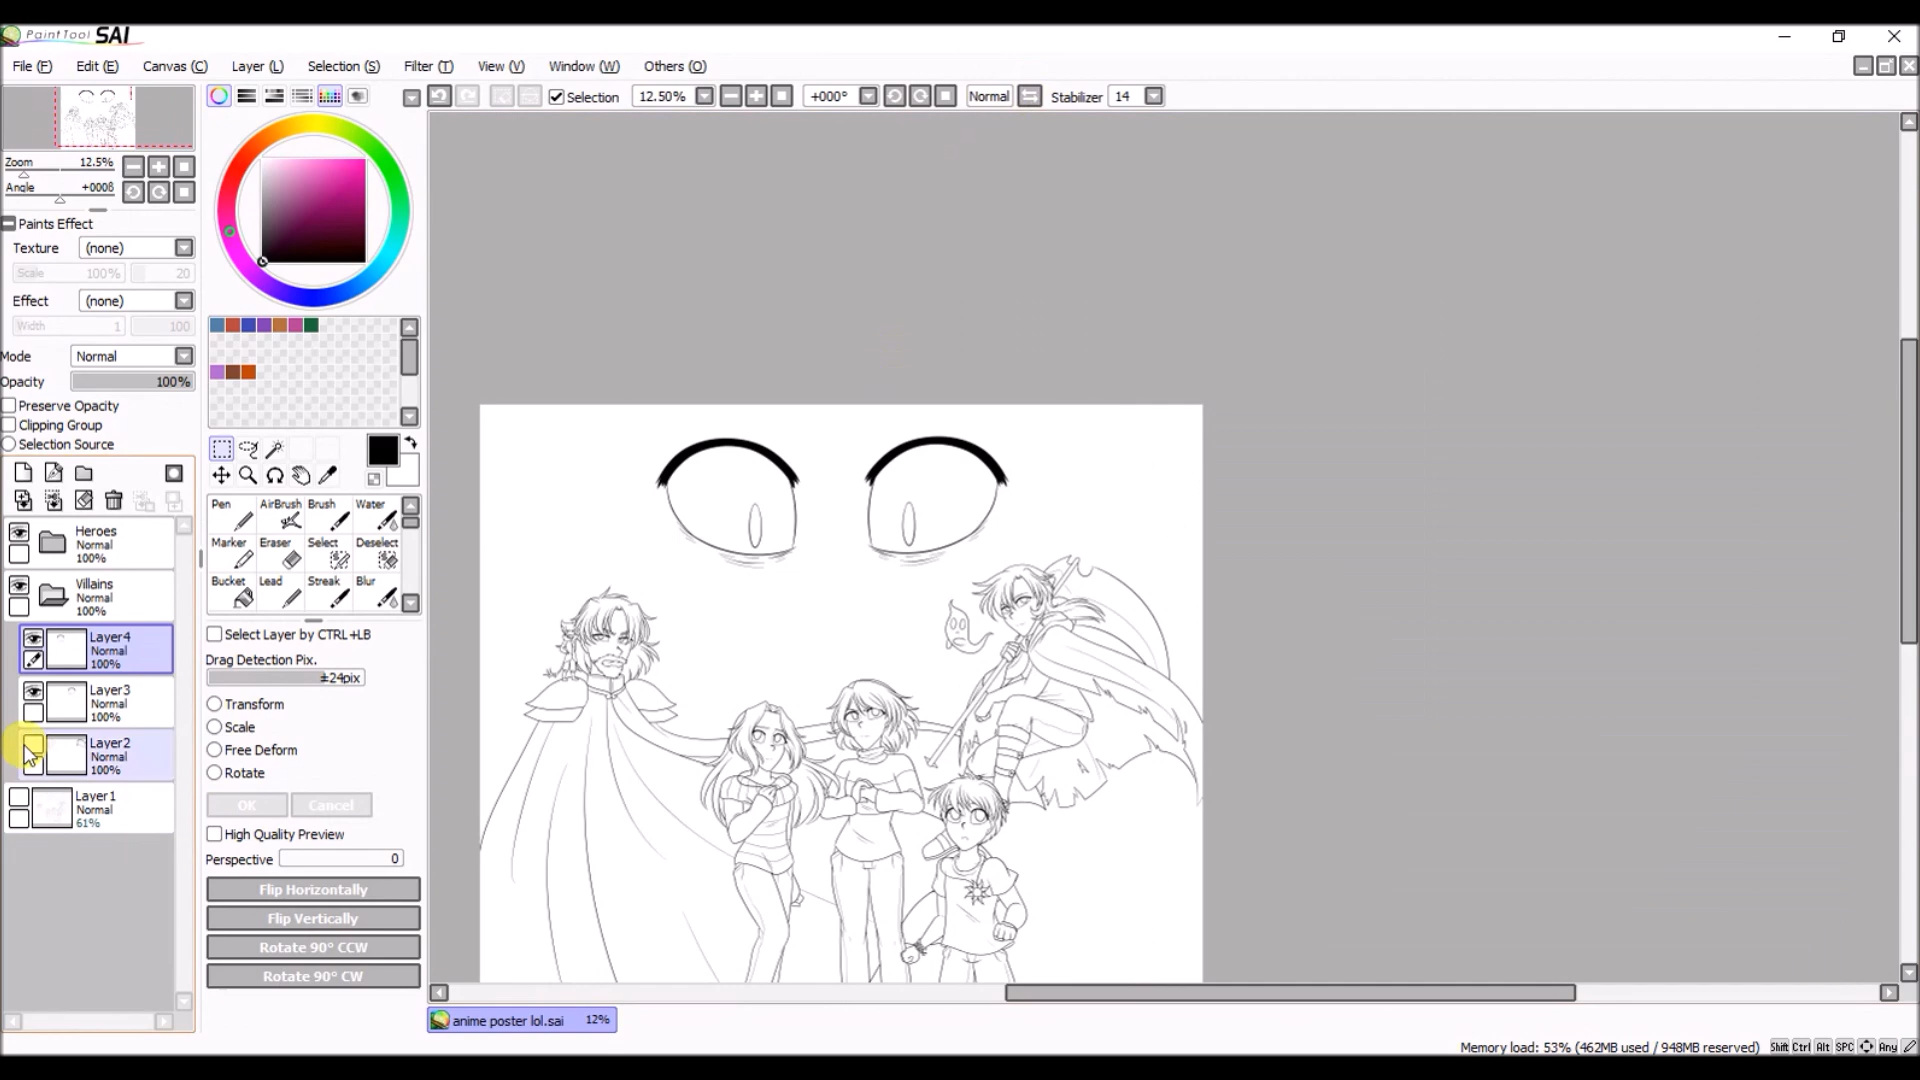 PaintTool SAI
File (F) Edit (E) Canvas (C) Layer (L) Selection (S) Filter (T) View (V) Window (W) Others (O)
Selection 12.50% +000° Normal Stabilizer 14
Zoom 12.5%
Angle +000ß
Paints Effect
Texture (none)
Scale 100% 20
Effect (none)
Width 1 100
Mode Normal
Opacity 100%
Preserve Opacity
Clipping Group
Selection Source
Heroes
Normal
100%
Villains
Normal
100%
Layer4
Normal
100%
Layer3
Normal
100%
Layer2
Normal
100%
Layer1
Normal
61%
Pen AirBrush Brush Water
Marker Eraser Select Deselect
Bucket Lead Streak Blur
Select Layer by CTRL+LB
Drag Detection Pix.
±24pix
Transform
Scale
Free Deform
Rotate
OK Cancel
High Quality Preview
Perspective 0
Flip Horizontally
Flip Vertically
Rotate 90° CCW
Rotate 90° CW
anime poster lol.sai 12%
Memory load: 53% (462MB used / 948MB reserved) Shift Ctrl Alt SPC Any